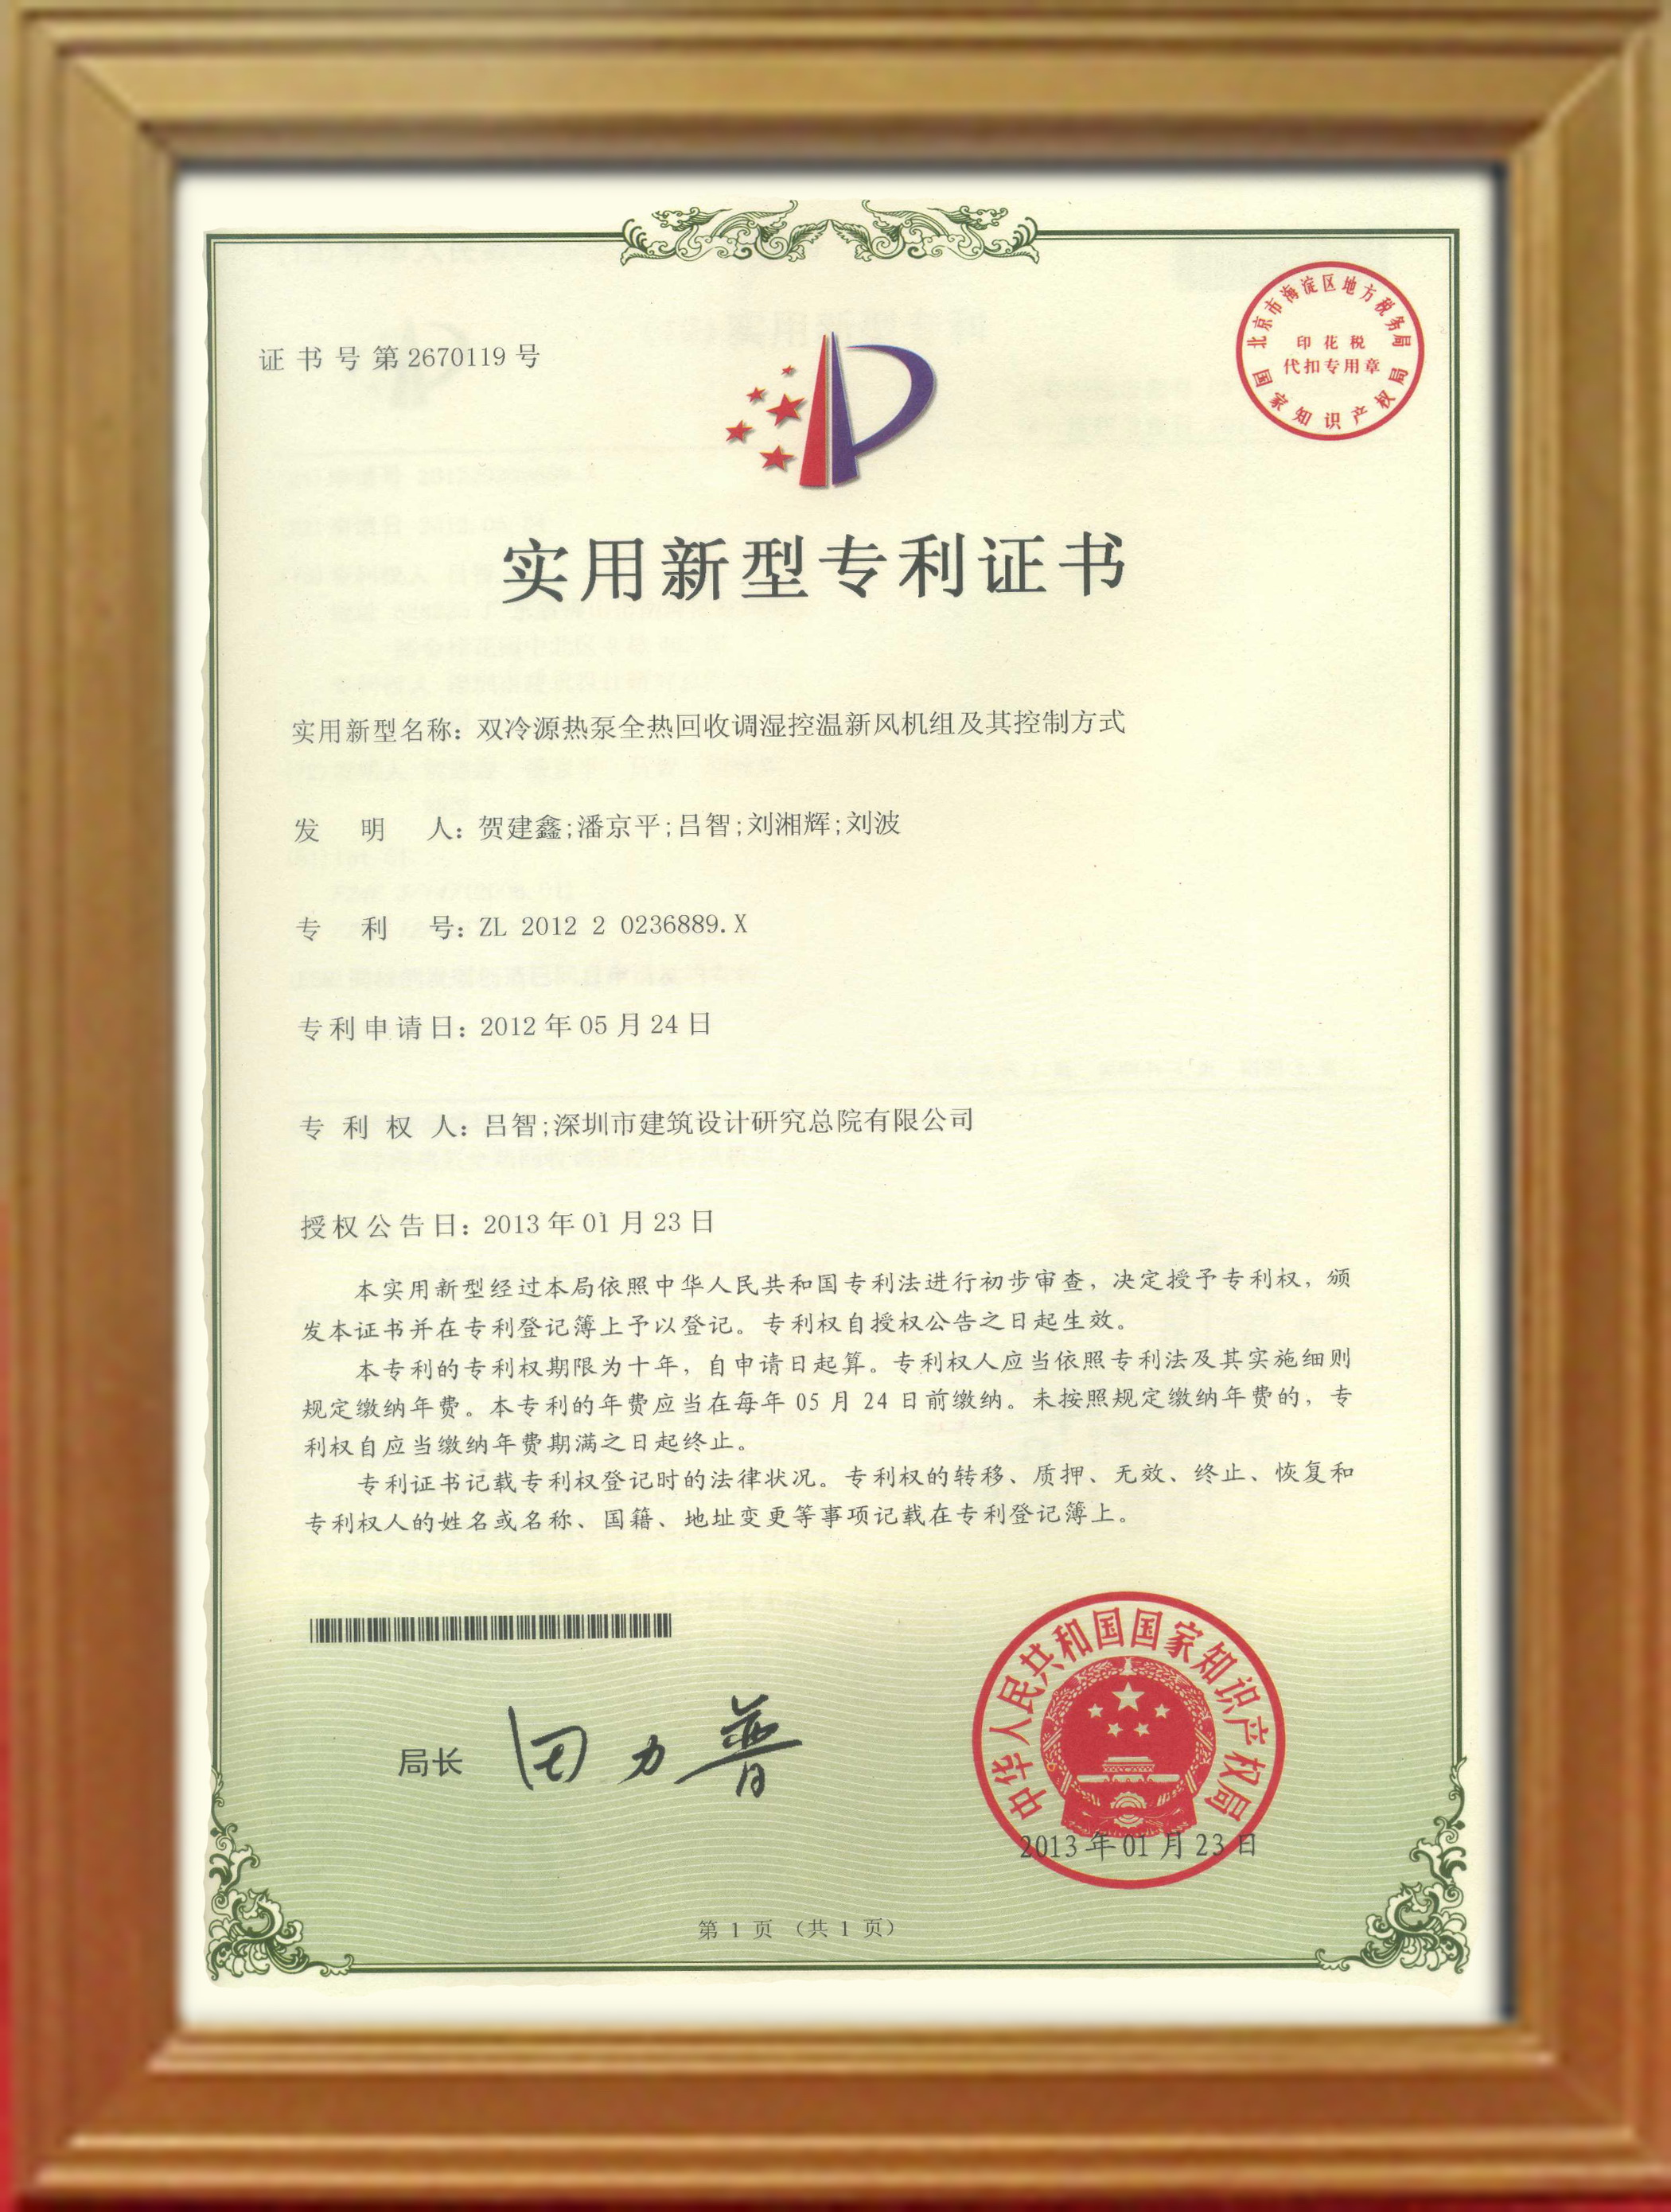 证书号第2670119号
北京市海淀区地方税务局
印花税
代扣专用章
国家知识产权局
实用新型专利证书
实用新型名称：双冷源热泵全热回收调湿控温新风机组及其控制方式
发明人：贺建鑫;潘京平;吕智;刘湘辉;刘波
专利号：ZL 2012 2 0236889.X
专利申请日：2012年05月24日
专利权人：吕智;深圳市建筑设计研究总院有限公司
授权公告日：2013年01月23日
本实用新型经过本局依照中华人民共和国专利法进行初步审查，决定授予专利权，颁
发本证书并在专利登记簿上予以登记。专利权自授权公告之日起生效。
本专利的专利权期限为十年，自申请日起算。专利权人应当依照专利法及其实施细则
规定缴纳年费。本专利的年费应当在每年05月24日前缴纳。未按照规定缴纳年费的，专
利权自应当缴纳年费期满之日起终止。
专利证书记载专利权登记时的法律状况。专利权的转移、质押、无效、终止、恢复和
专利权人的姓名或名称、国籍、地址变更等事项记载在专利登记簿上。
局长 田力普
中华人民共和国国家知识产权局
2013年01月23日
第1页（共1页）